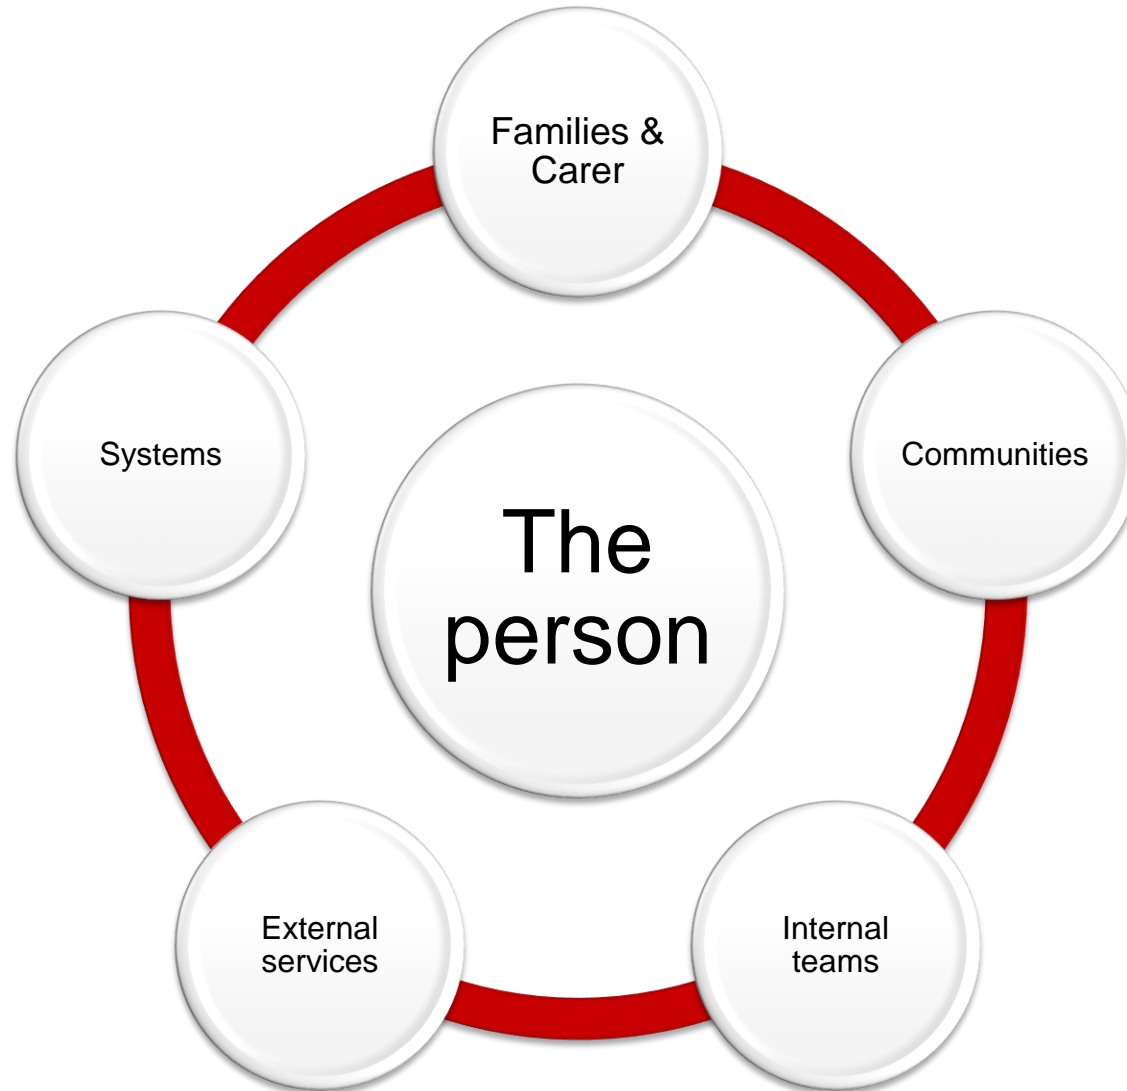 Families &
Carer
Systems
Communities
The
person
External
services
Internal
teams